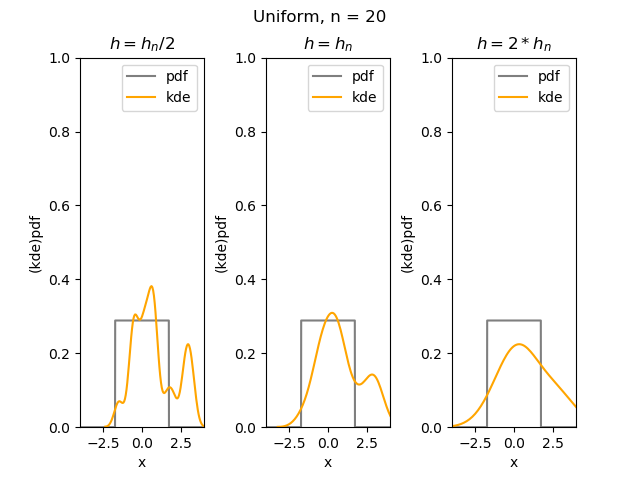 Uniform, n = 20
h = hₙ/2
pdf
kde
(kde)pdf
1.0
0.8
0.6
0.4
0.2
0.0
−2.5 0.0 2.5
x
h = hₙ
pdf
kde
(kde)pdf
1.0
0.8
0.6
0.4
0.2
0.0
−2.5 0.0 2.5
x
h = 2 * hₙ
pdf
kde
(kde)pdf
1.0
0.8
0.6
0.4
0.2
0.0
−2.5 0.0 2.5
x